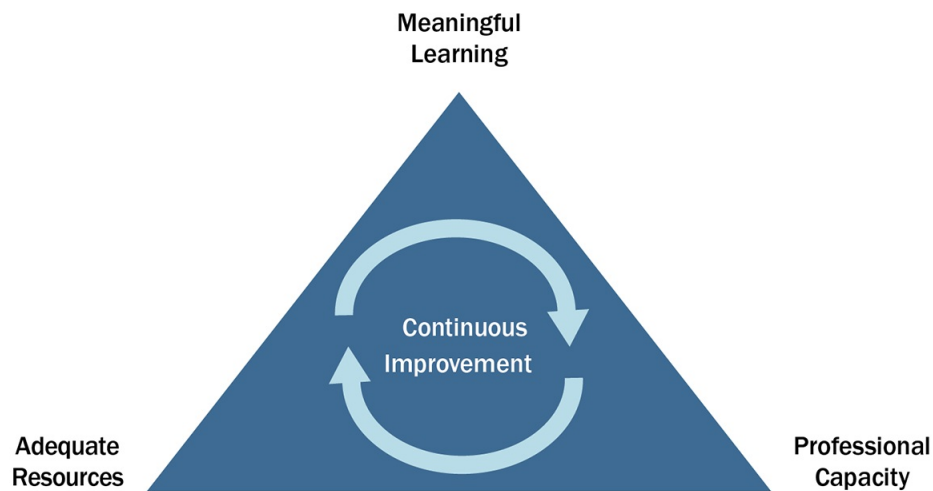 Meaningful
Learning
Continuous
Improvement
Adequate
Resources
Professional
Capacity